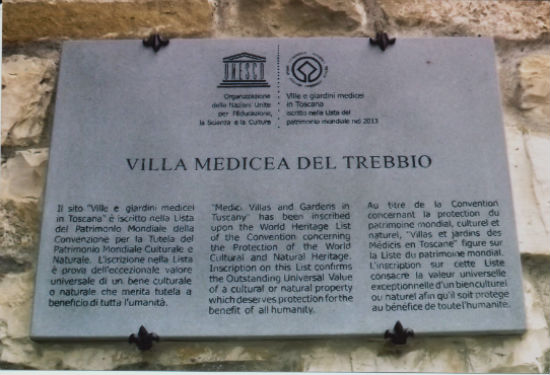 UNESCO
Organizzazione
delle Nazioni Unite
per l'Educazione,
la Scienza e la Cultura
Ville e giardini medicei
in Toscana
iscritto nella Lista del
patrimonio mondiale nel 2013
VILLA MEDICEA DEL TREBBIO
Il sito "Ville e giardini medicei
in Toscana" è iscritto nella Lista
del Patrimonio Mondiale della
Convenzione per la Tutela del
Patrimonio Mondiale Culturale e
Naturale. L'iscrizione nella Lista
è prova dell'eccezionale valore
universale di un bene culturale
o naturale che merita tutela a
beneficio di tutta l'umanità.
"Medici Villas and Gardens in
Tuscany" has been inscribed
upon the World Heritage List
of the Convention concerning
the Protection of the World
Cultural and Natural Heritage.
Inscription on this List confirms
the Outstanding Universal Value
of a cultural or natural property
which deserves protection for the
benefit of all humanity.
Au titre de la Convention
concernant la protection du
patrimoine mondial, culturel et
naturel, "Villas et jardins des
Médicis en Toscane" figure sur
la Liste du patrimoine mondial.
L'inscription sur cette Liste
consacre la valeur universelle
exceptionnelle d'un bien culturel
ou naturel afin qu'il soit protégé
au bénéfice de toute l'humanité.